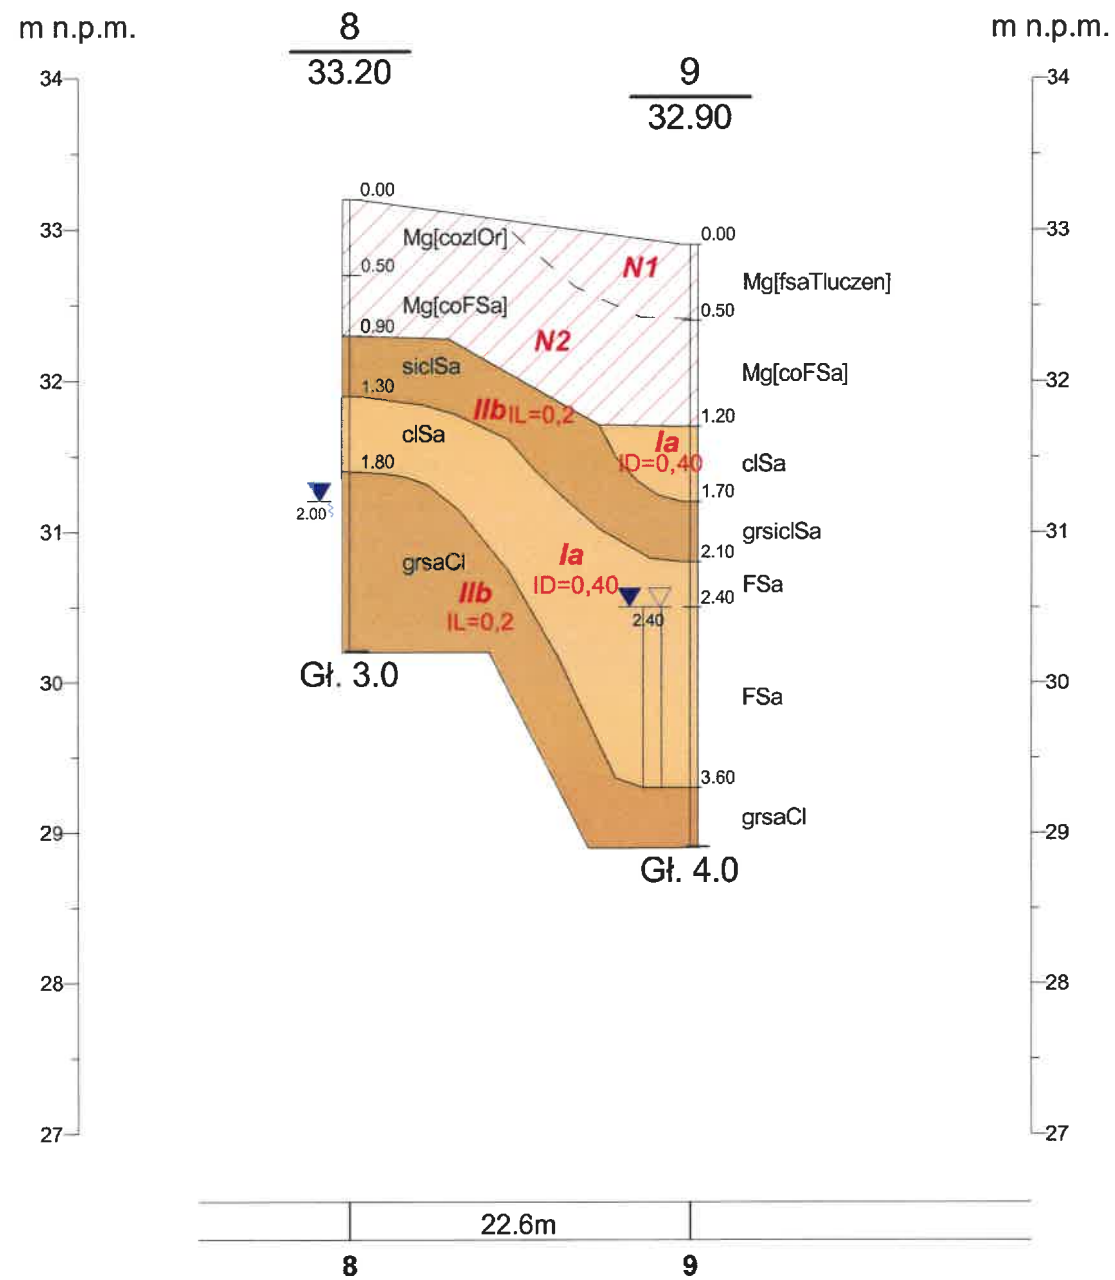 m n.p.m.
m n.p.m.
8
33.20
9
32.90
34
33
32
31
30
29
28
27
34
33
32
31
30
29
28
27
0.00
Mg[cozlOr]
0.50
Mg[coFSa]
0.90
siclSa
1.30
clSa
1.80
2.00
grsaCl
Gł. 3.0
N1
N2
IIb IL=0,2
Ia
ID=0,40
Ia
ID=0,40
IIb
IL=0,2
0.00
Mg[fsaTluczen]
0.50
Mg[coFSa]
1.20
clSa
1.70
grsiclSa
2.10
FSa
2.40
2.40
FSa
3.60
grsaCl
Gł. 4.0
22.6m
8
9